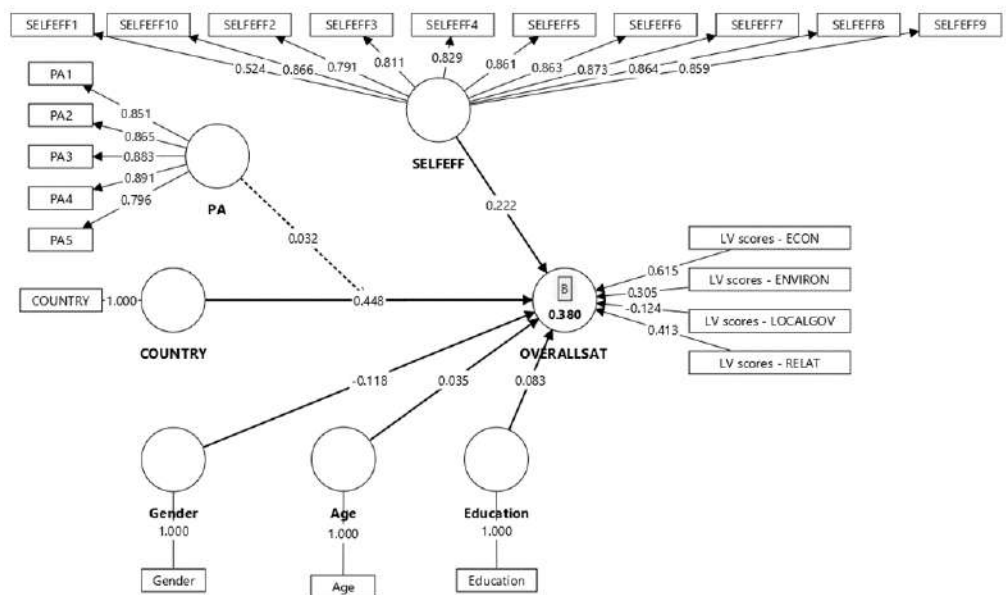 SELFEFF1 SELFEFF10 SELFEFF2 SELFEFF3 SELFEFF4 SELFEFF5 SELFEFF6 SELFEFF7 SELFEFF8 SELFEFF9
0.524 0.866 0.791 0.811 0.829 0.861 0.863 0.873 0.864 0.859
PA1
PA2
PA3
PA4
PA5
0.851
0.865
0.883
0.891
0.796
PA
SELFEFF
0.222
0.032
COUNTRY 1.000
COUNTRY
0.448
B
0.380
OVERALLSAT
LV scores - ECON
LV scores - ENVIRON
LV scores - LOCALGOV
LV scores - RELAT
0.615
0.305
-0.124
0.413
-0.118 0.035 0.083
Gender Age Education
1.000 1.000 1.000
Gender Age Education